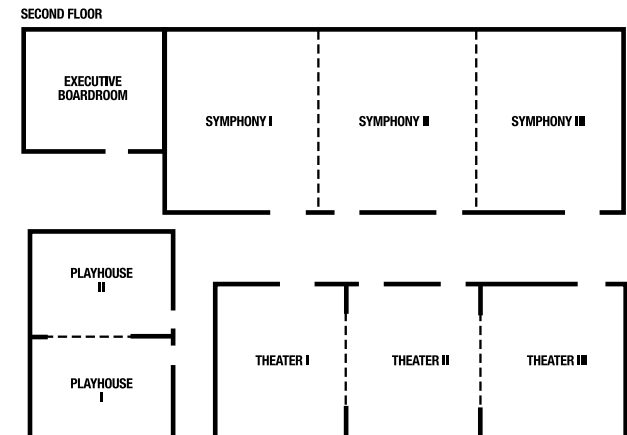 SECOND FLOOR
EXECUTIVE
BOARDROOM
SYMPHONY I
SYMPHONY II
SYMPHONY III
PLAYHOUSE
II
THEATER I
THEATER II
THEATER III
PLAYHOUSE
I